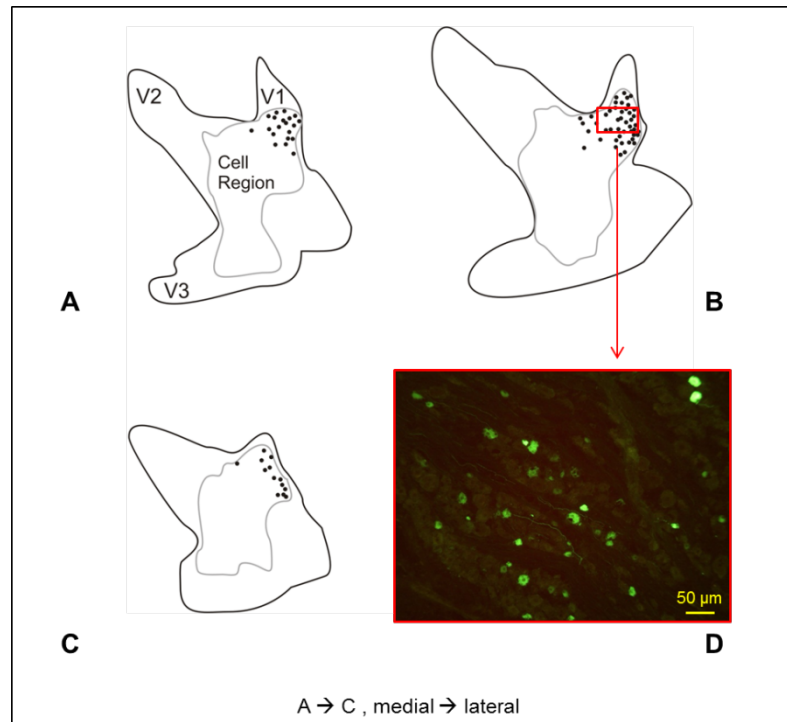 V2
V1
Cell
Region
V3
A
B
C
50 µm
D
A → C , medial → lateral